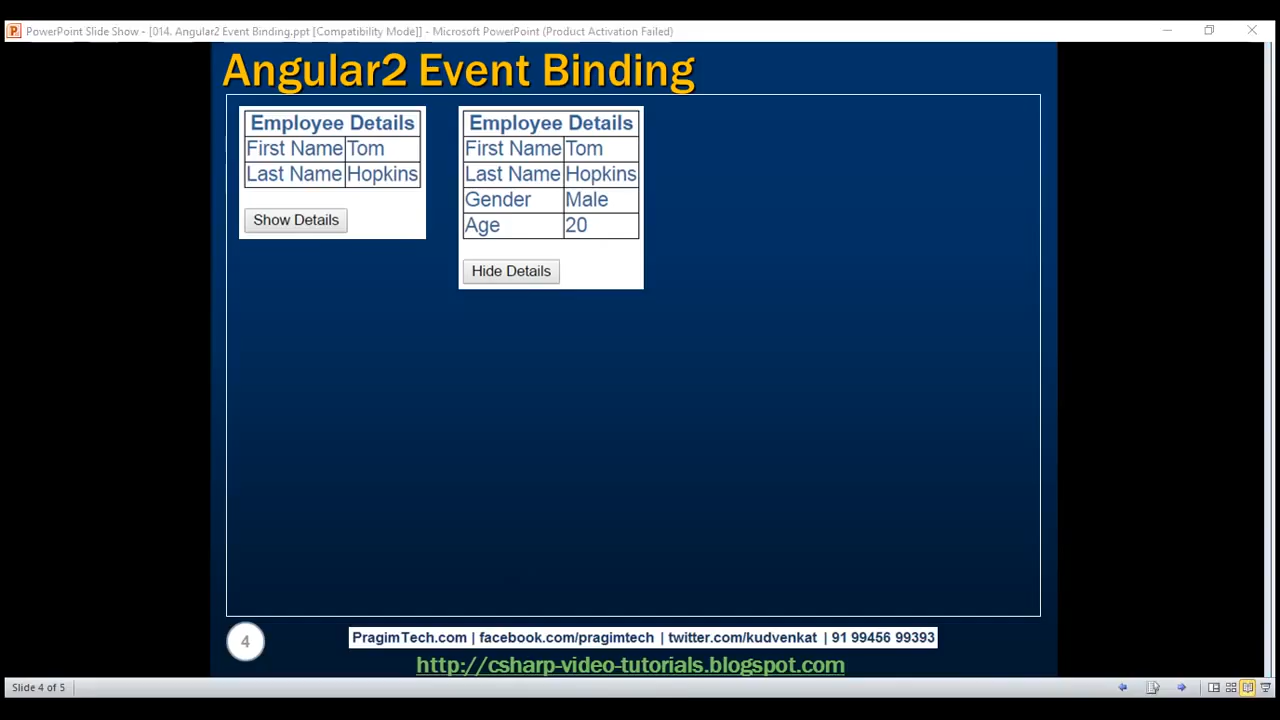 PowerPoint Slide Show - [014. Angular2 Event Binding.ppt [Compatibility Mode]] - Microsoft PowerPoint (Product Activation Failed)
Angular2 Event Binding
Employee Details
First Name Tom
Last Name Hopkins
Show Details
Employee Details
First Name Tom
Last Name Hopkins
Gender Male
Age 20
Hide Details
4
PragimTech.com | facebook.com/pragimtech | twitter.com/kudvenkat | 91 99456 99393
http://csharp-video-tutorials.blogspot.com
Slide 4 of 5